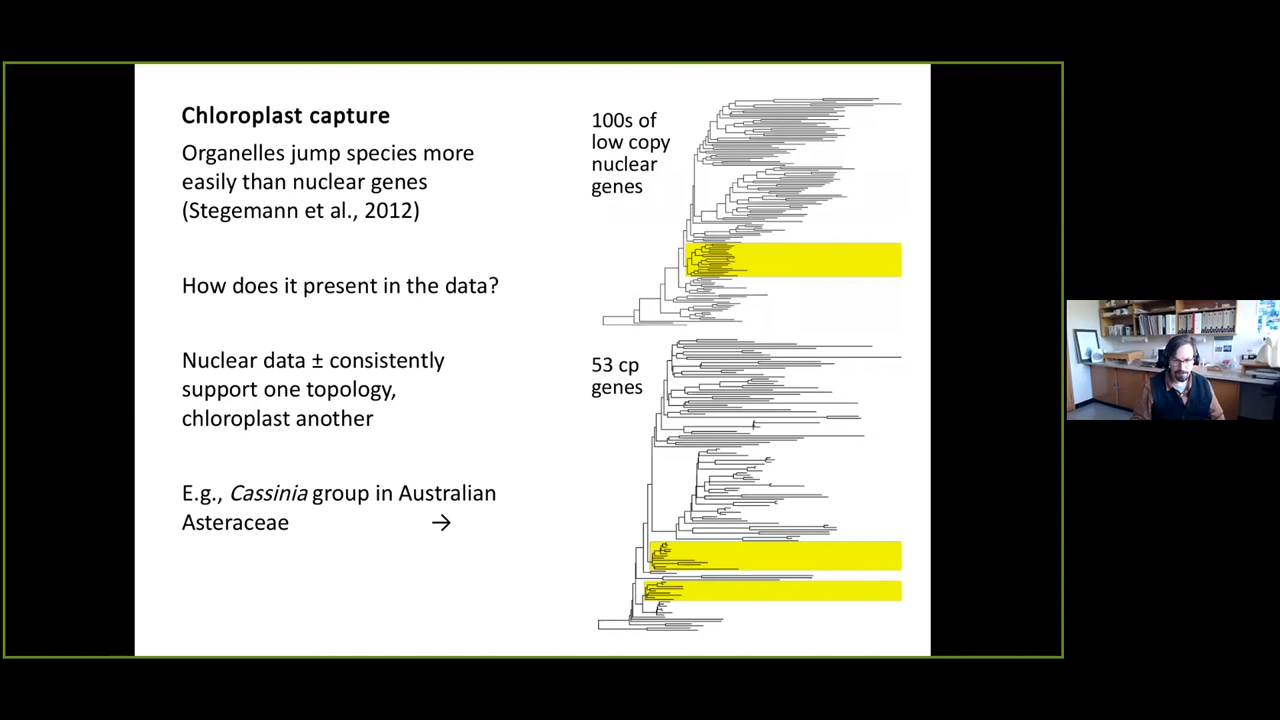 Chloroplast capture
Organelles jump species more
easily than nuclear genes
(Stegemann et al., 2012)
How does it present in the data?
Nuclear data ± consistently
support one topology,
chloroplast another
E.g., Cassinia group in Australian
Asteraceae →
100s of
low copy
nuclear
genes
53 cp
genes